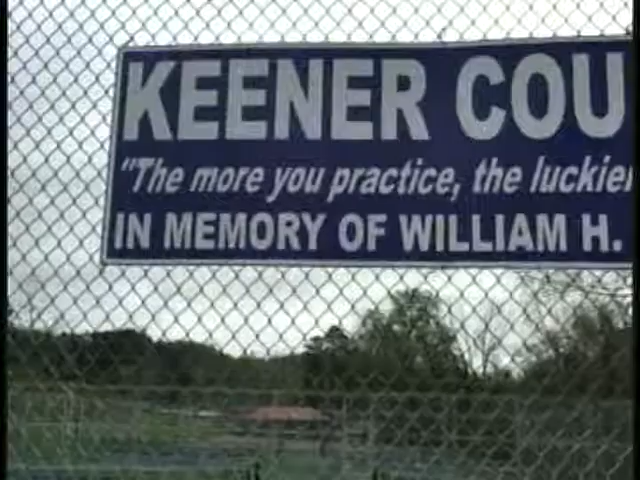 KEENER COU
"The more you practice, the luckier
IN MEMORY OF WILLIAM H.